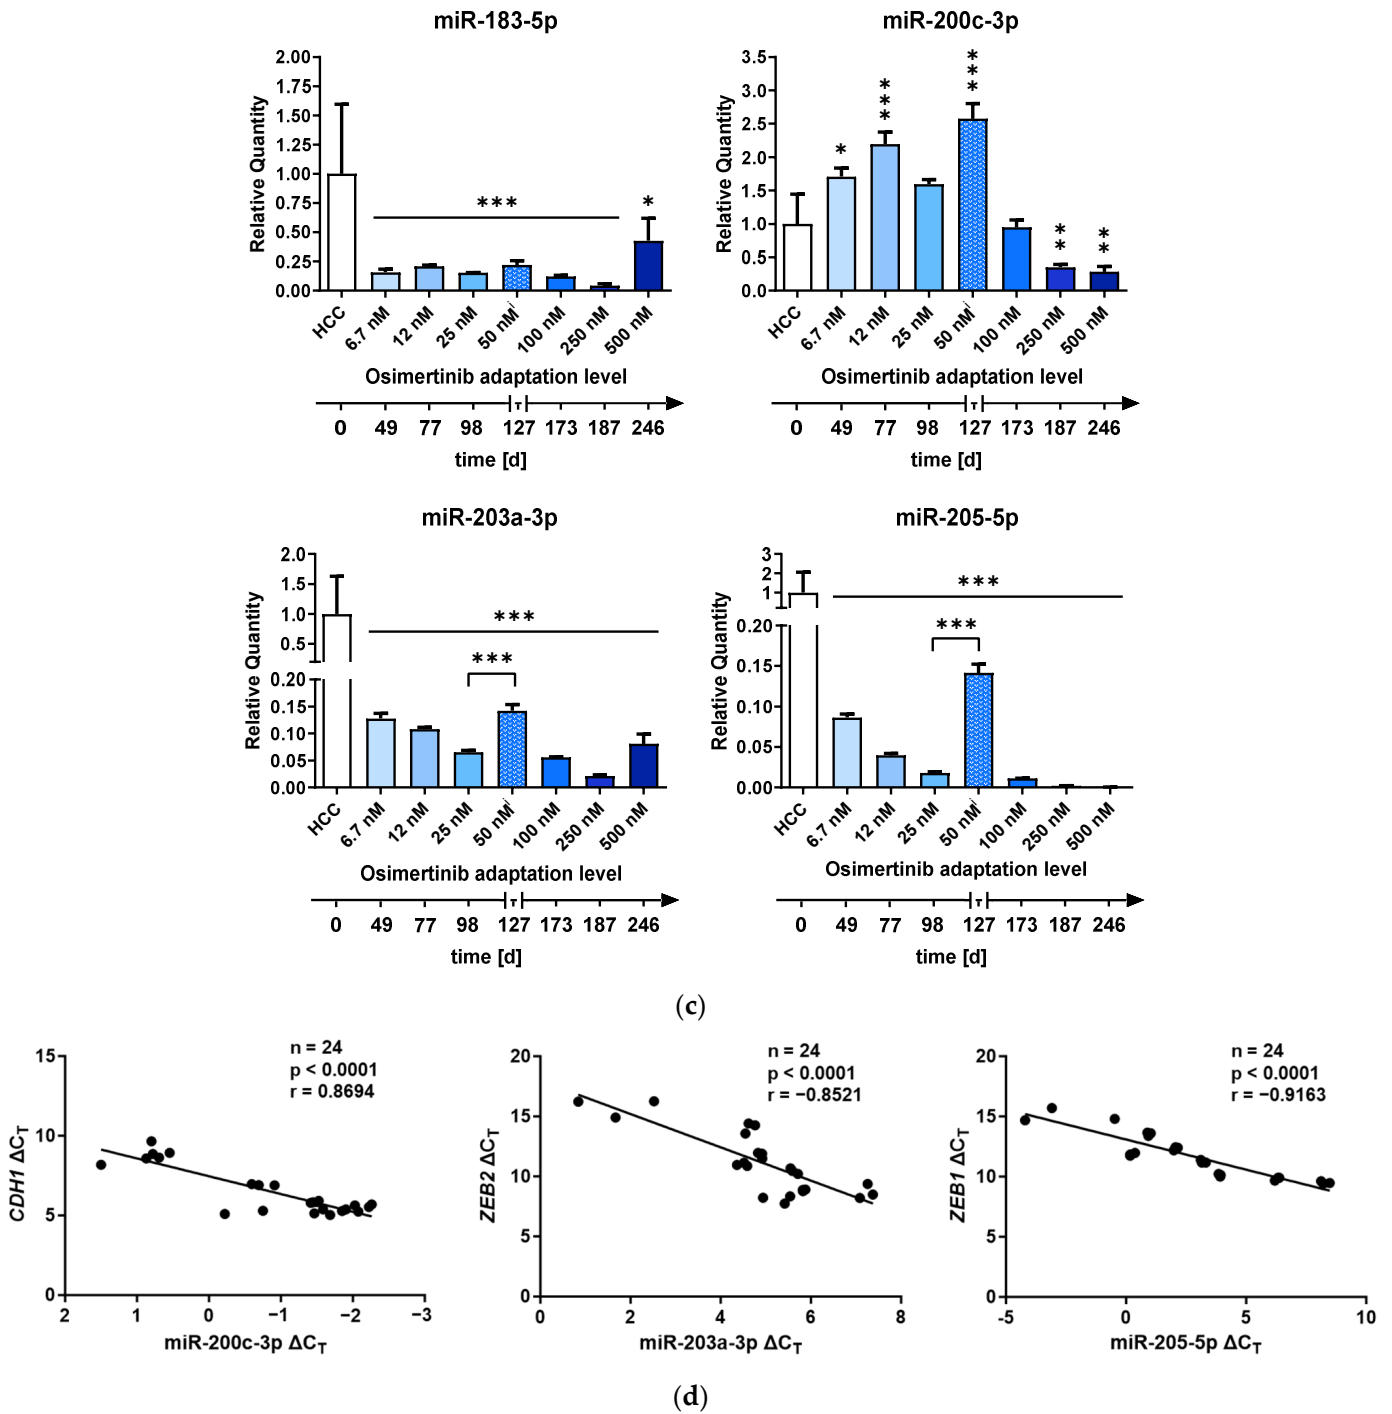 miR-183-5p
Relative Quantity
2.00
1.75
1.50
1.25
1.00
0.75
0.50
0.25
0.00
***
*
HCC
6.7 nM
12 nM
25 nM
50 nMⁱ
100 nM
250 nM
500 nM
Osimertinib adaptation level
T
0 49 77 98 127 173 187 246
time [d]
miR-200c-3p
Relative Quantity
3.5
3.0
2.5
2.0
1.5
1.0
0.5
0.0
*
***
***
**
**
HCC
6.7 nM
12 nM
25 nM
50 nMⁱ
100 nM
250 nM
500 nM
Osimertinib adaptation level
T
0 49 77 98 127 173 187 246
time [d]
miR-203a-3p
Relative Quantity
2.0
1.5
1.0
0.5
0.20
0.15
0.10
0.05
0.00
***
***
HCC
6.7 nM
12 nM
25 nM
50 nMⁱ
100 nM
250 nM
500 nM
Osimertinib adaptation level
T
0 49 77 98 127 173 187 246
time [d]
miR-205-5p
Relative Quantity
3
2
1
0.20
0.15
0.10
0.05
0.00
***
***
HCC
6.7 nM
12 nM
25 nM
50 nMⁱ
100 nM
250 nM
500 nM
Osimertinib adaptation level
T
0 49 77 98 127 173 187 246
time [d]
(c)
n = 24
p < 0.0001
r = 0.8694
CDH1 ΔCT
15
10
5
0
2 1 0 −1 −2 −3
miR-200c-3p ΔCT
n = 24
p < 0.0001
r = −0.8521
ZEB2 ΔCT
20
15
10
5
0
0 2 4 6 8
miR-203a-3p ΔCT
n = 24
p < 0.0001
r = −0.9163
ZEB1 ΔCT
20
15
10
5
0
-5 0 5 10
miR-205-5p ΔCT
(d)